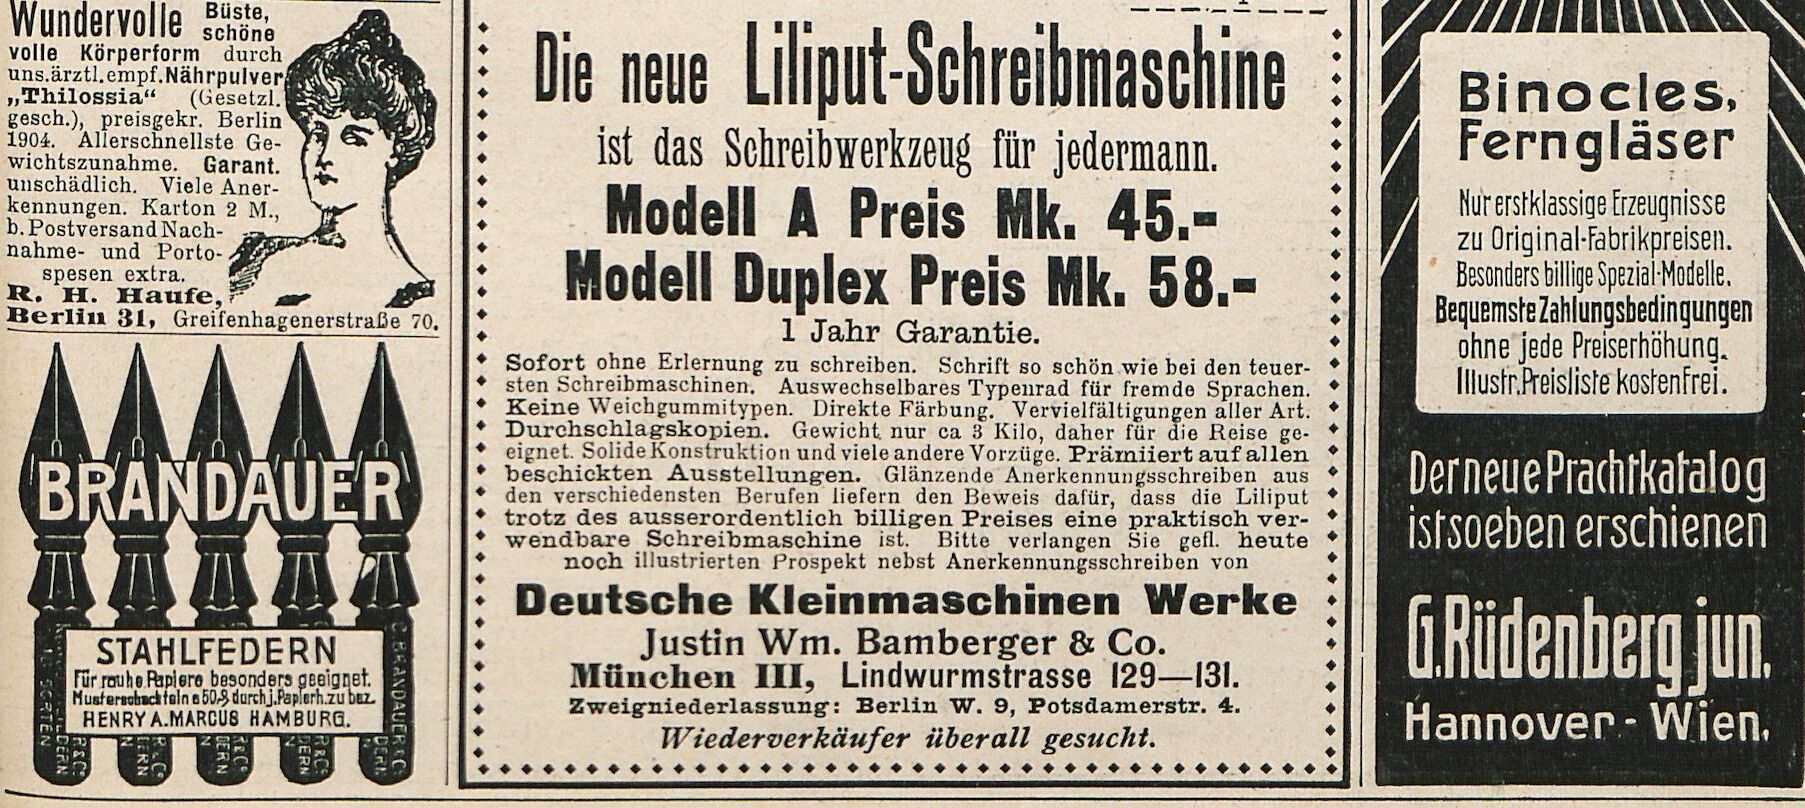 Wundervolle Büste, schöne
volle Körperform durch
uns.ärztl.empf.Nährpulver
„Thilossia“ (Gesetzl.
gesch.), preisgekr. Berlin
1904. Allerschnellste Ge-
wichtszunahme. Garant.
unschädlich. Viele Aner-
kennungen. Karton 2 M.,
b. Postversand Nach-
nahme- und Porto-
spesen extra.
R. H. Haufe,
Berlin 31, Greifenhagenerstraße 70.
BRANDAUER
STAHLFEDERN
Für rauhe Papiere besonders geeignet.
Musterschachteln a 50 ₰ durch j. Papierh. zu bez.
HENRY A. MARCUS HAMBURG.
Die neue Liliput-Schreibmaschine
ist das Schreibwerkzeug für jedermann.
Modell A Preis Mk. 45.-
Modell Duplex Preis Mk. 58.-
1 Jahr Garantie.
Sofort ohne Erlernung zu schreiben. Schrift so schön wie bei den teuer-
sten Schreibmaschinen. Auswechselbares Typenrad für fremde Sprachen.
Keine Weichgummitypen. Direkte Färbung. Vervielfältigungen aller Art.
Durchschlagskopien. Gewicht nur ca 3 Kilo, daher für die Reise ge-
eignet. Solide Konstruktion und viele andere Vorzüge. Prämiiert auf allen
beschickten Ausstellungen. Glänzende Anerkennungsschreiben aus
den verschiedensten Berufen liefern den Beweis dafür, dass die Liliput
trotz des ausserordentlich billigen Preises eine praktisch ver-
wendbare Schreibmaschine ist. Bitte verlangen Sie gefl. heute
noch illustrierten Prospekt nebst Anerkennungsschreiben von
Deutsche Kleinmaschinen Werke
Justin Wm. Bamberger & Co.
München III, Lindwurmstrasse 129—131.
Zweigniederlassung: Berlin W. 9, Potsdamerstr. 4.
Wiederverkäufer überall gesucht.
Binocles,
Ferngläser
Nur erstklassige Erzeugnisse
zu Original-Fabrikpreisen.
Besonders billige Spezial-Modelle.
Bequemste Zahlungsbedingungen
ohne jede Preiserhöhung.
Illustr. Preisliste kostenfrei.
Der neue Prachtkatalog
ist soeben erschienen
G. Rüdenberg jun.
Hannover - Wien.